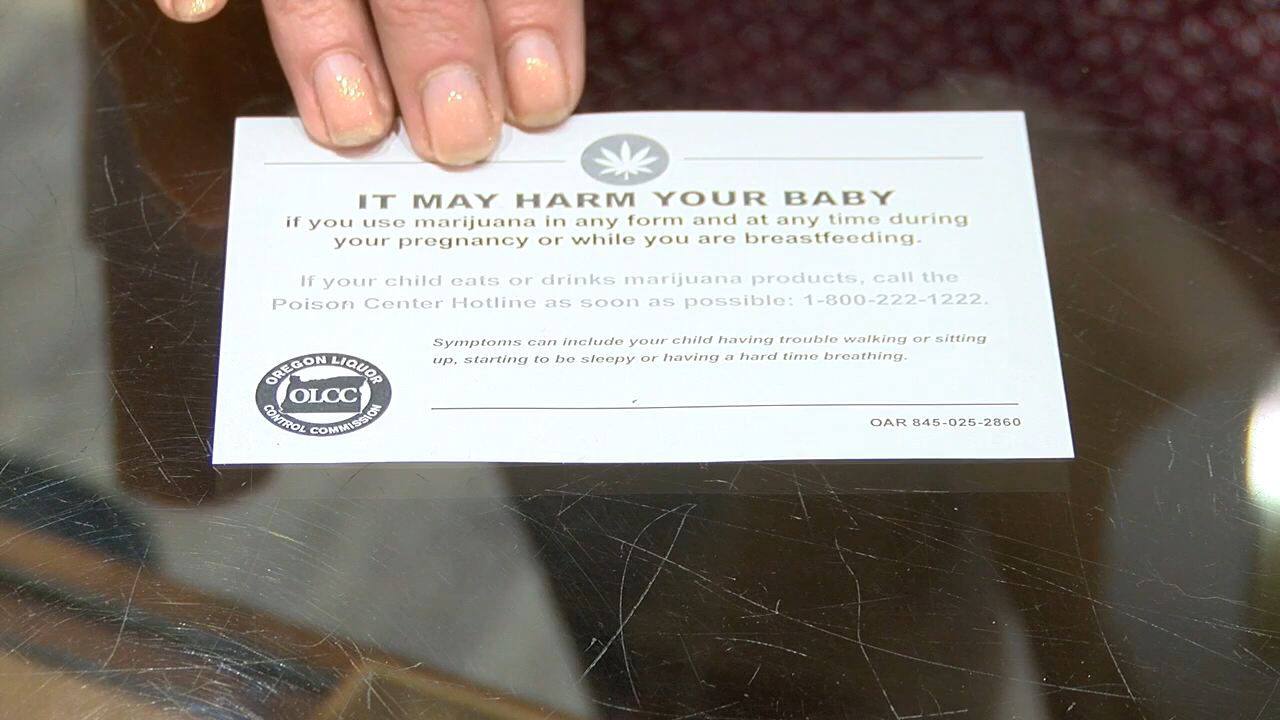 IT MAY HARM YOUR BABY
if you use marijuana in any form and at any time during
your pregnancy or while you are breastfeeding.
If your child eats or drinks marijuana products, call the
Poison Center Hotline as soon as possible: 1-800-222-1222.
Symptoms can include your child having trouble walking or sitting
up, starting to be sleepy or having a hard time breathing.
OREGON LIQUOR
OLCC
CONTROL COMMISSION
OAR 845-025-2860